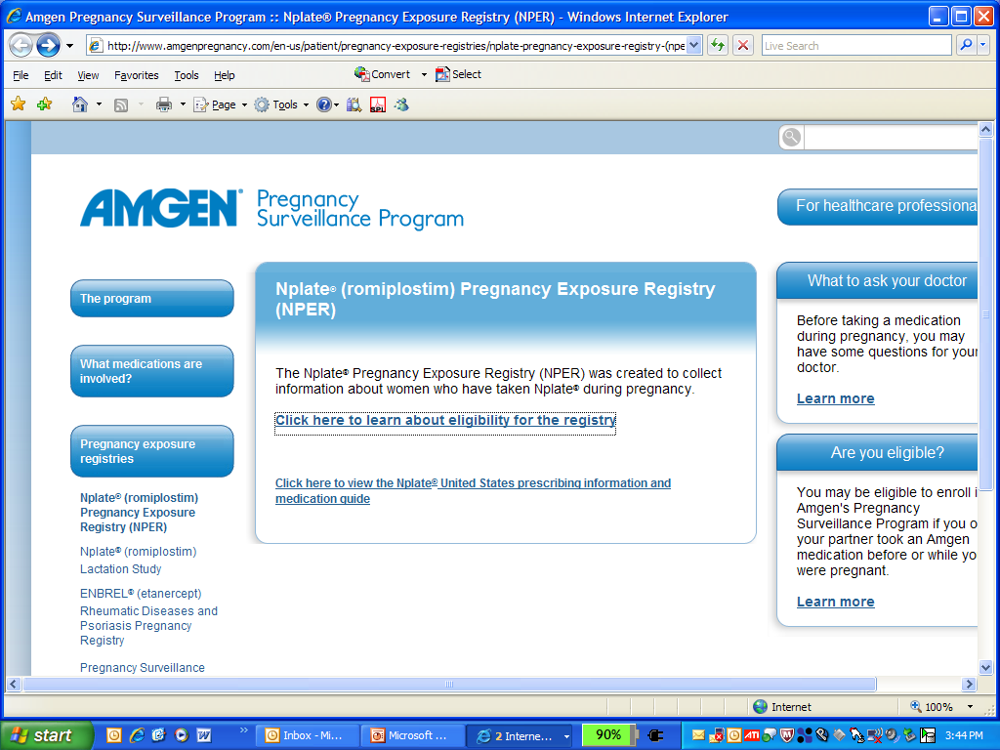 Amgen Pregnancy Surveillance Program :: Nplate® Pregnancy Exposure Registry (NPER) - Windows Internet Explorer
http://www.amgenpregnancy.com/en-us/patient/pregnancy-exposure-registries/nplate-pregnancy-exposure-registry-(npe
Live Search
File Edit View Favorites Tools Help
Convert Select
Page Tools
AMGEN® Pregnancy
Surveillance Program
For healthcare professiona
The program
What medications are
involved?
Pregnancy exposure
registries
Nplate® (romiplostim)
Pregnancy Exposure
Registry (NPER)
Nplate® (romiplostim)
Lactation Study
ENBREL® (etanercept)
Rheumatic Diseases and
Psoriasis Pregnancy
Registry
Pregnancy Surveillance
Nplate® (romiplostim) Pregnancy Exposure Registry
(NPER)
The Nplate® Pregnancy Exposure Registry (NPER) was created to collect
information about women who have taken Nplate® during pregnancy.
Click here to learn about eligibility for the registry
Click here to view the Nplate® United States prescribing information and
medication guide
What to ask your doctor
Before taking a medication
during pregnancy, you may
have some questions for your
doctor.
Learn more
Are you eligible?
You may be eligible to enroll i
Amgen's Pregnancy
Surveillance Program if you o
your partner took an Amgen
medication before or while yo
were pregnant.
Learn more
Internet 100%
start Inbox - Mi... Microsoft ... 2 Interne... 90% 3:44 PM